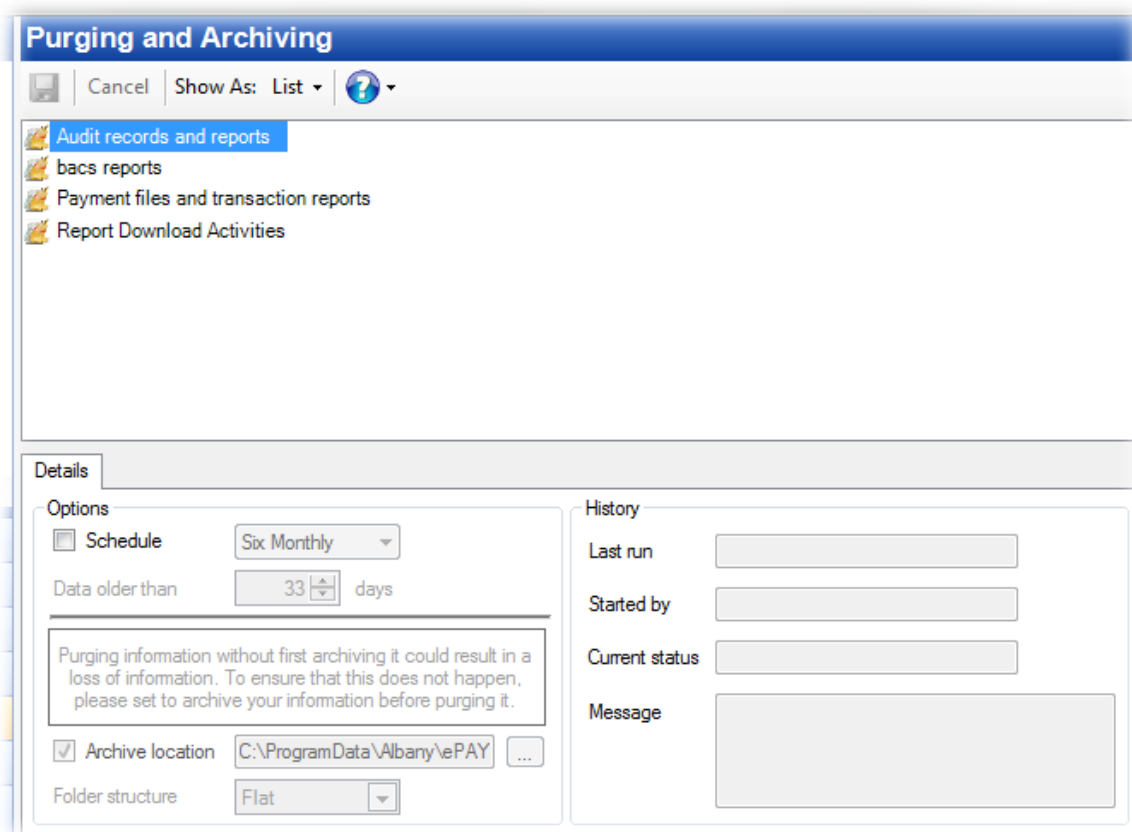 Purging and Archiving
Cancel Show As: List
Audit records and reports
bacs reports
Payment files and transaction reports
Report Download Activities
Details
Options
Schedule Six Monthly
Data older than 33 days
Purging information without first archiving it could result in a
loss of information. To ensure that this does not happen,
please set to archive your information before purging it.
Archive location C:\ProgramData\Albany\ePAY ...
Folder structure Flat
History
Last run
Started by
Current status
Message